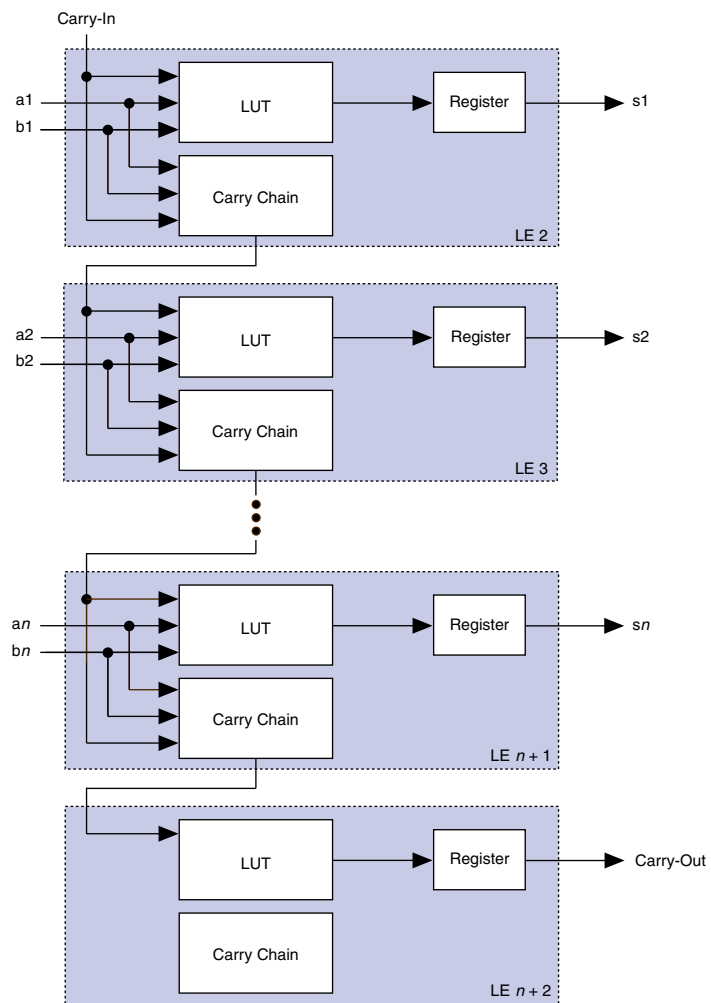 Carry-In
a1
b1
LUT
Register
s1
Carry Chain
LE 2
a2
b2
LUT
Register
s2
Carry Chain
LE 3
an
bn
LUT
Register
sn
Carry Chain
LE n + 1
LUT
Register
Carry-Out
Carry Chain
LE n + 2